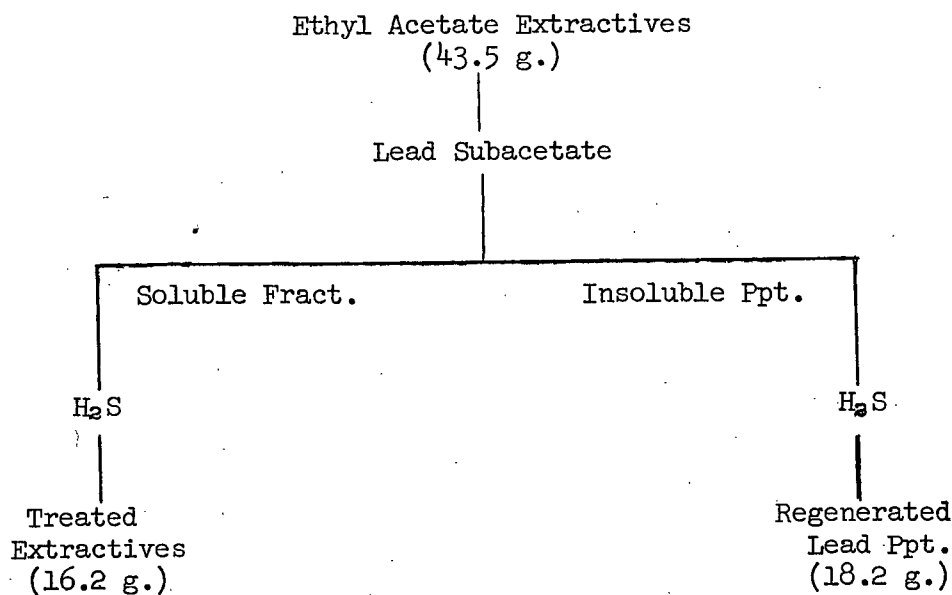 Ethyl Acetate Extractives
(43.5 g.)
Lead Subacetate
Soluble Fract.
Insoluble Ppt.
H₂S
H₂S
Treated
Extractives
(16.2 g.)
Regenerated
Lead Ppt.
(18.2 g.)